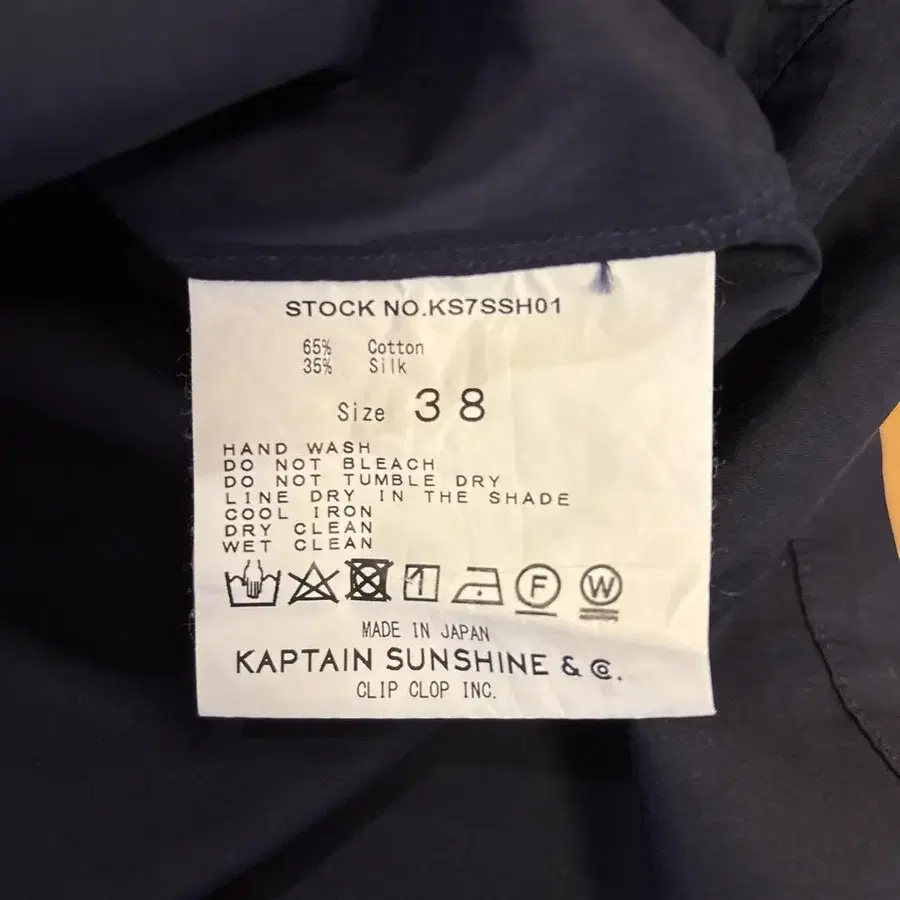 STOCK NO.KS7SSH01
65% Cotton
35% Silk
Size 38
HAND WASH
DO NOT BLEACH
DO NOT TUMBLE DRY
LINE DRY IN THE SHADE
COOL IRON
DRY CLEAN
WET CLEAN
F W
MADE IN JAPAN
KAPTAIN SUNSHINE & Co.
CLIP CLOP INC.